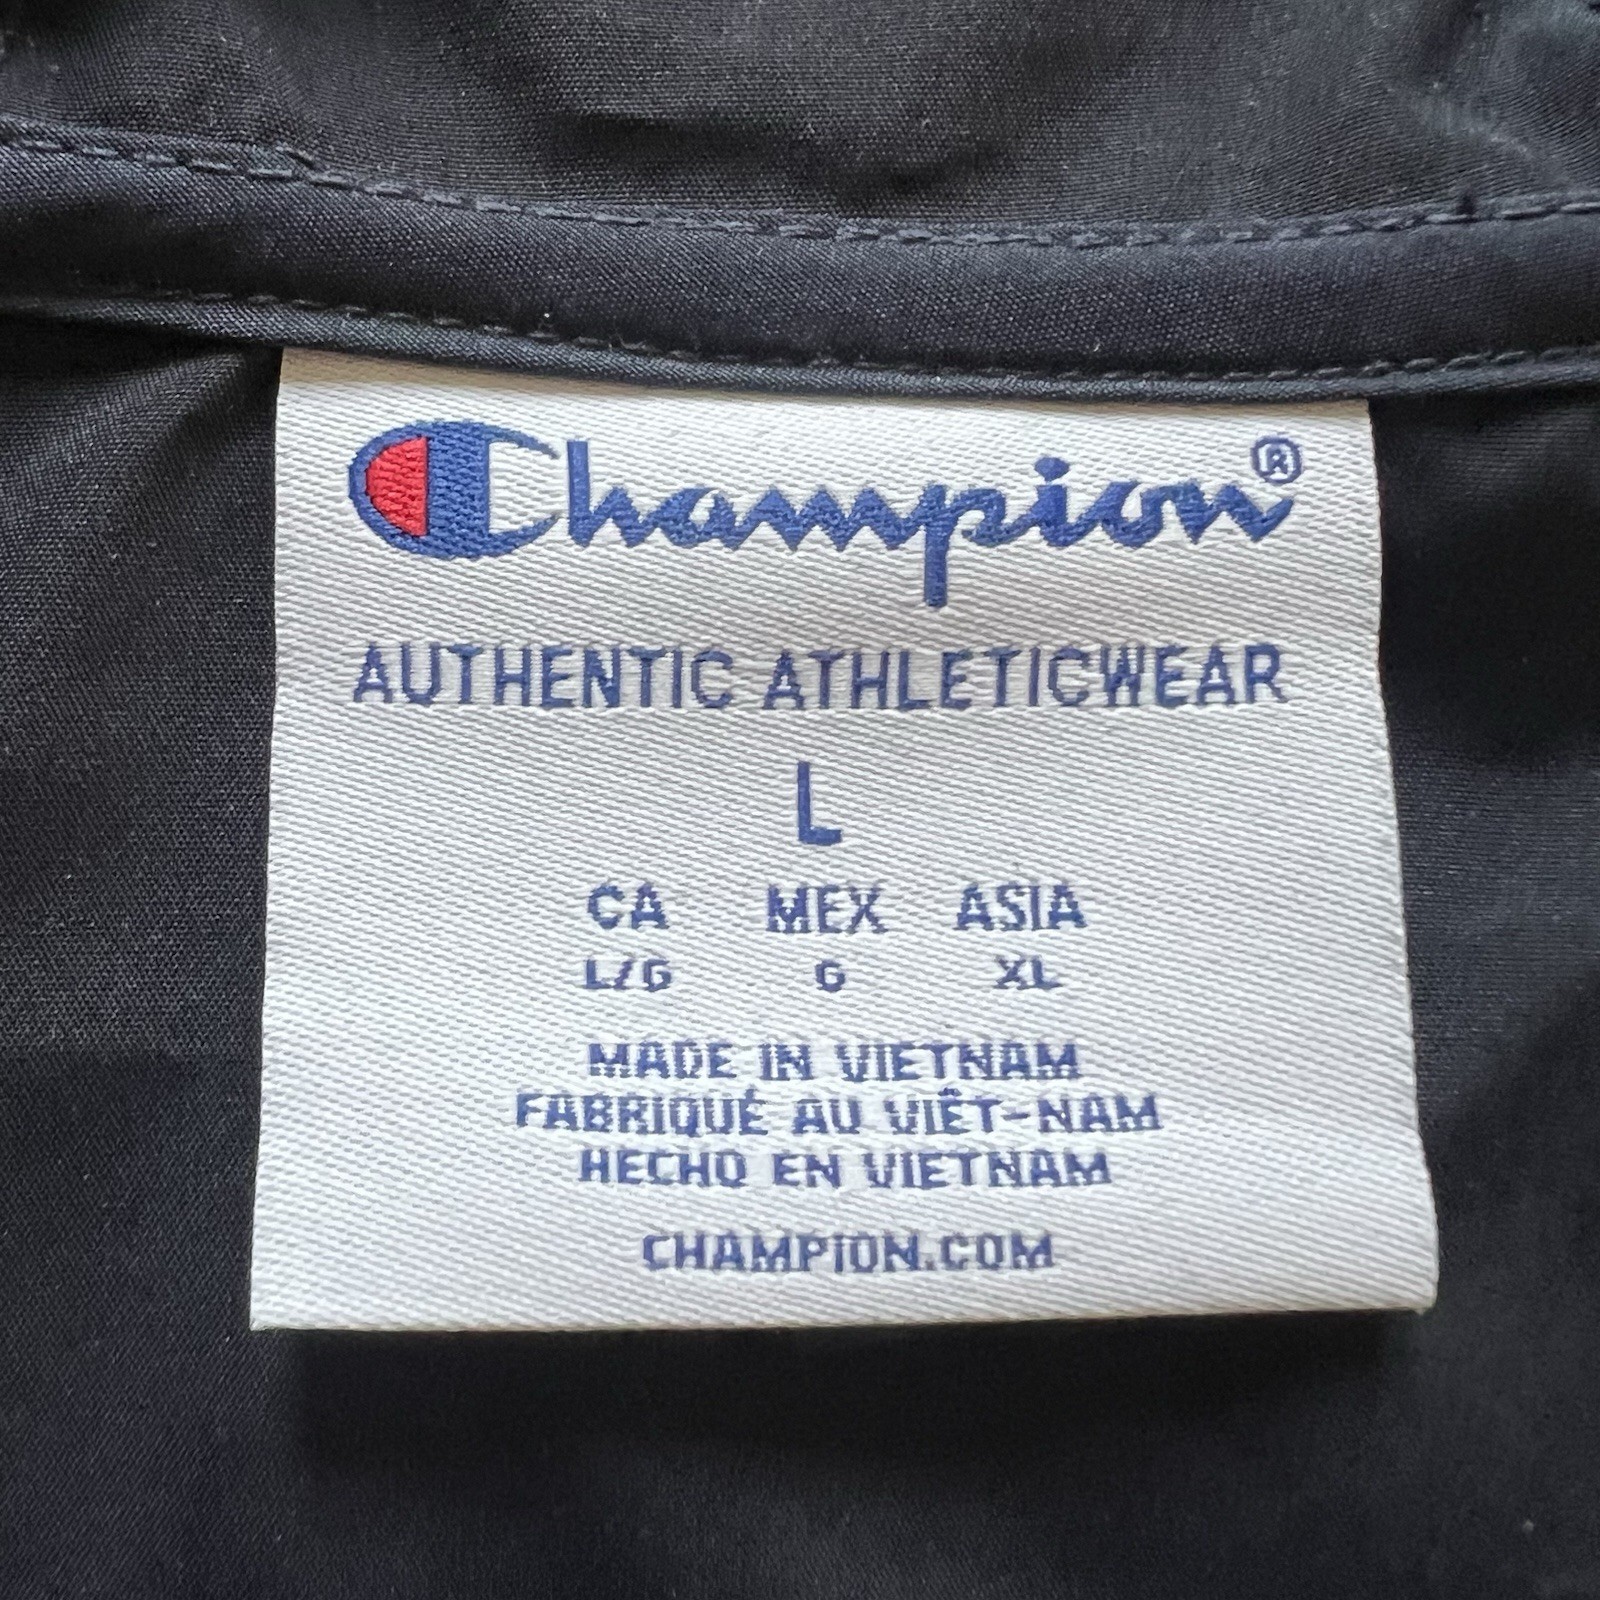 Champion®
AUTHENTIC ATHLETICWEAR
L
CA MEX ASIA
L/G G XL
MADE IN VIETNAM
FABRIQUÉ AU VIÊT-NAM
HECHO EN VIETNAM
CHAMPION.COM